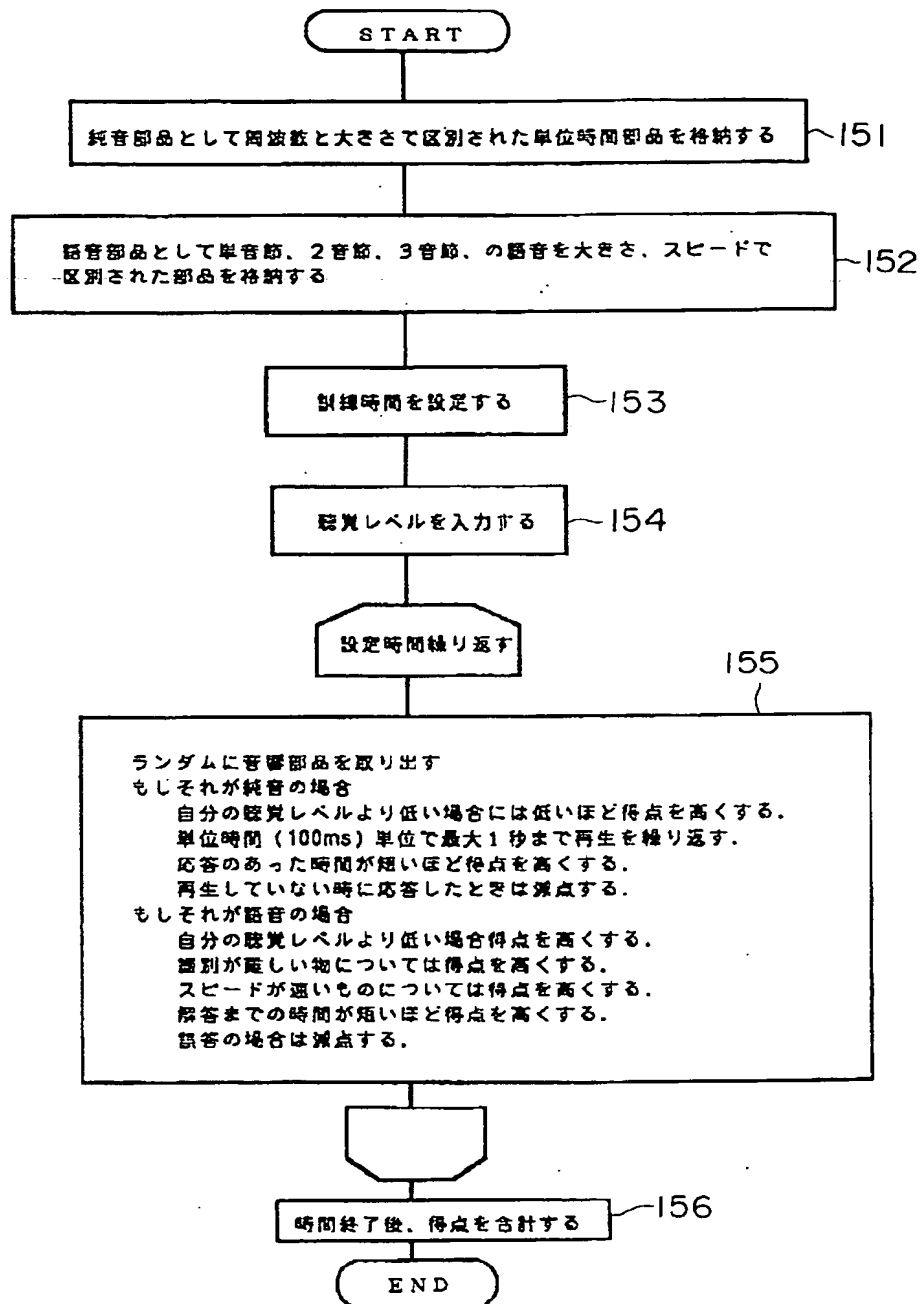 START
純音部品として周波数と大きさで区別された単位時間部品を格納する
151
語音部品として単音節、2音節、3音節、の語音を大きさ、スピードで
区別された部品を格納する
152
訓練時間を設定する
153
聴覚レベルを入力する
154
設定時間繰り返す
155
ランダムに音響部品を取り出す
もしそれが純音の場合
自分の聴覚レベルより低い場合には低いほど得点を高くする.
単位時間(100ms)単位で最大1秒まで再生を繰り返す.
応答のあった時間が短いほど得点を高くする.
再生していない時に応答したときは減点する.
もしそれが語音の場合
自分の聴覚レベルより低い場合得点を高くする.
識別が難しい物については得点を高くする.
スピードが速いものについては得点を高くする.
解答までの時間が短いほど得点を高くする.
誤答の場合は減点する.
時間終了後、得点を合計する
156
END